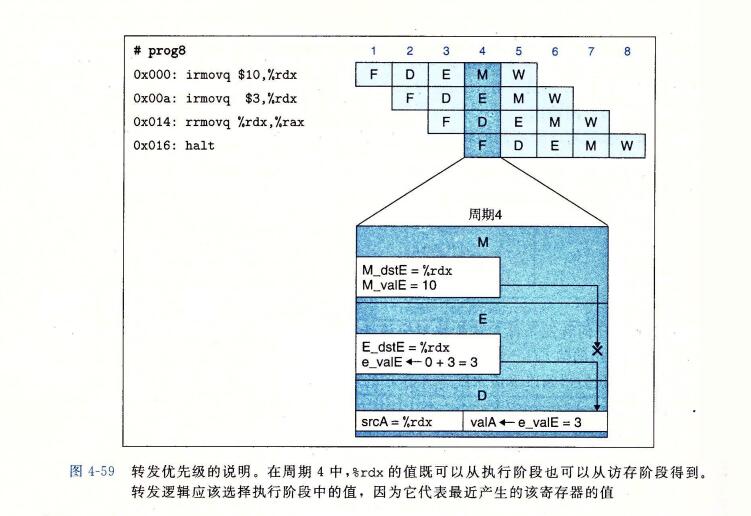 # prog8 1 2 3 4 5 6 7 8
0x000: irmovq $10,%rdx F D E M W
0x00a: irmovq $3,%rdx F D E M W
0x014: rrmovq %rdx,%rax F D E M W
0x016: halt F D E M W
周期4
M
M_dstE = %rdx
M_valE = 10
E
E_dstE = %rdx
e_valE ← 0 + 3 = 3
D
srcA = %rdx valA ← e_valE = 3
图 4-59 转发优先级的说明。在周期 4 中,%rdx 的值既可以从执行阶段也可以从访存阶段得到。
转发逻辑应该选择执行阶段中的值，因为它代表最近产生的该寄存器的值